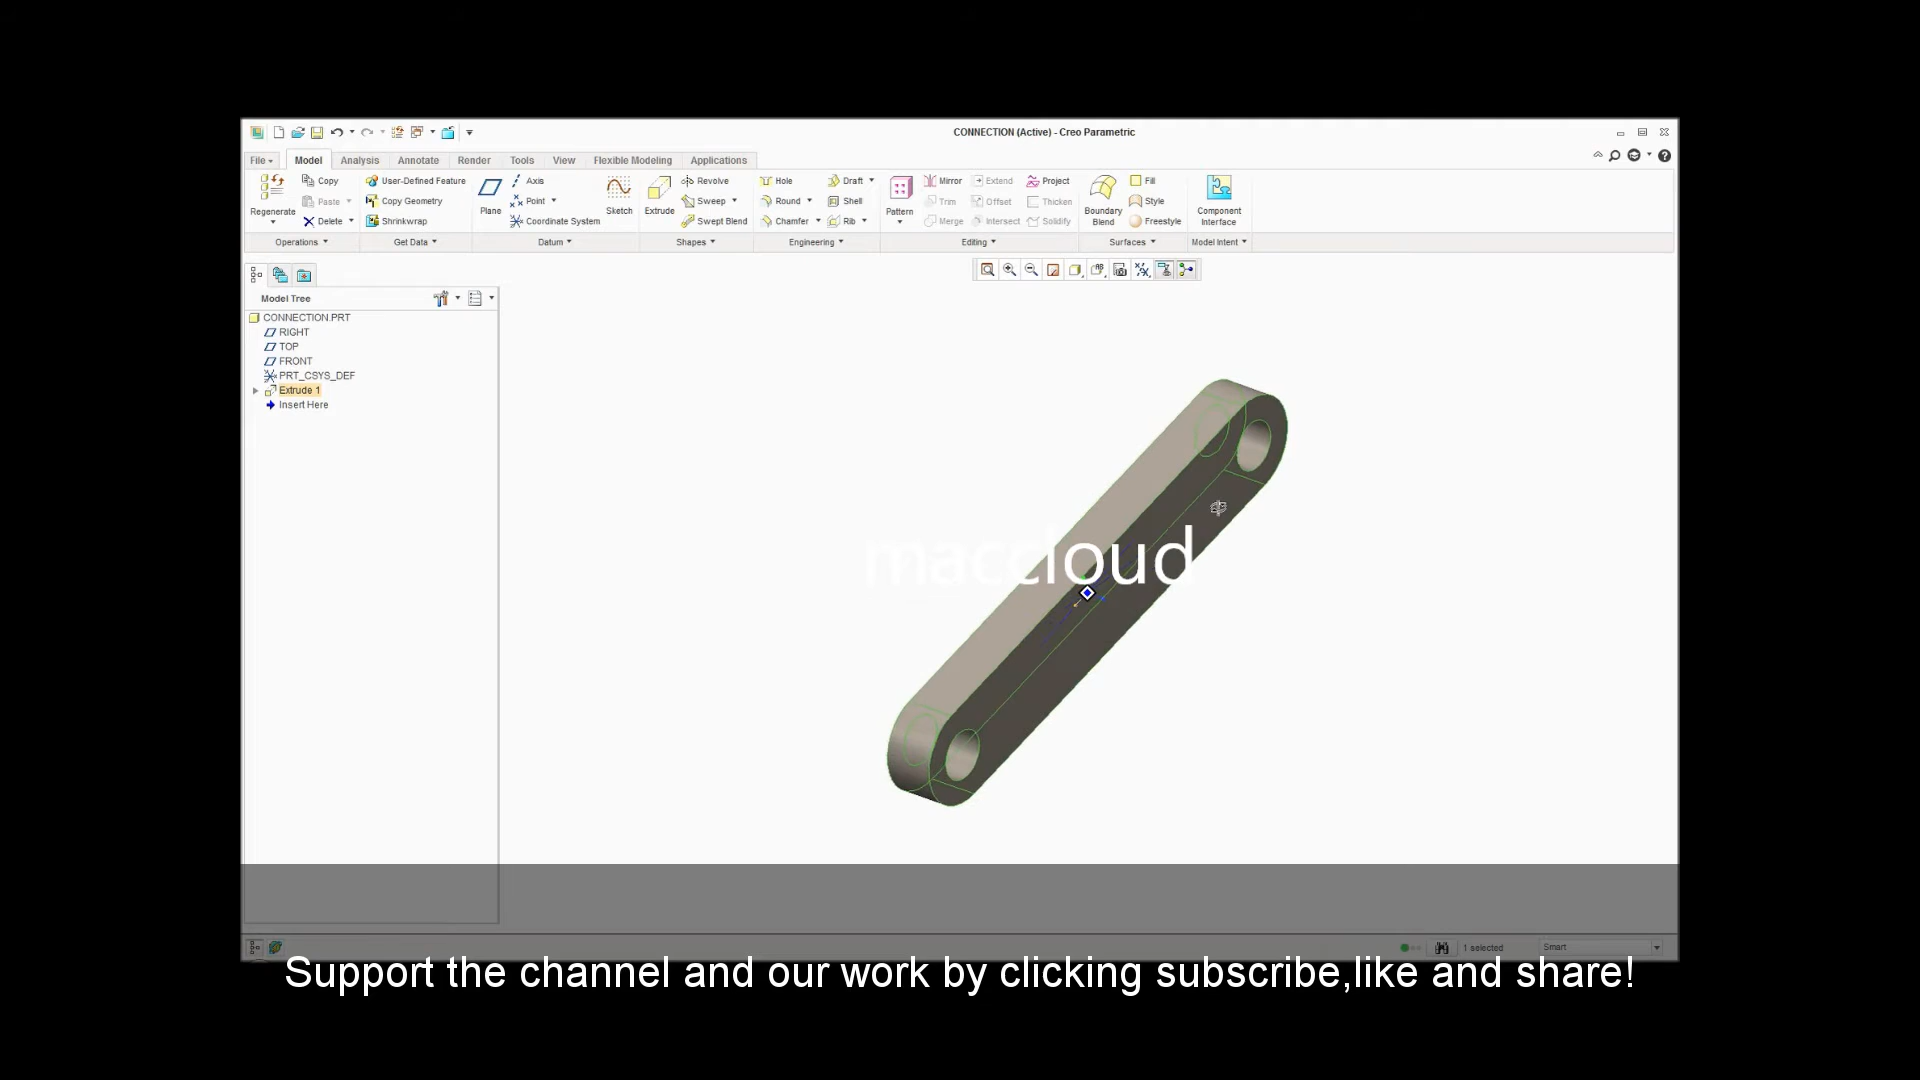 CONNECTION (Active) - Creo Parametric
File
Model
Analysis
Annotate
Render
Tools
View
Flexible Modeling
Applications
Regenerate
Copy
Paste
Delete
Operations
User-Defined Feature
Copy Geometry
Shrinkwrap
Get Data
Plane
Axis
Point
Coordinate System
Datum
Sketch
Extrude
Revolve
Sweep
Swept Blend
Shapes
Hole
Round
Chamfer
Draft
Shell
Rib
Engineering
Pattern
Mirror
Trim
Merge
Extend
Offset
Intersect
Project
Thicken
Solidify
Editing
Boundary
Blend
Fill
Style
Freestyle
Surfaces
Component
Interface
Model Intent
Model Tree
CONNECTION.PRT
RIGHT
TOP
FRONT
PRT_CSYS_DEF
Extrude 1
Insert Here
maccloud
1 selected
Smart
Support the channel and our work by clicking subscribe,like and share!